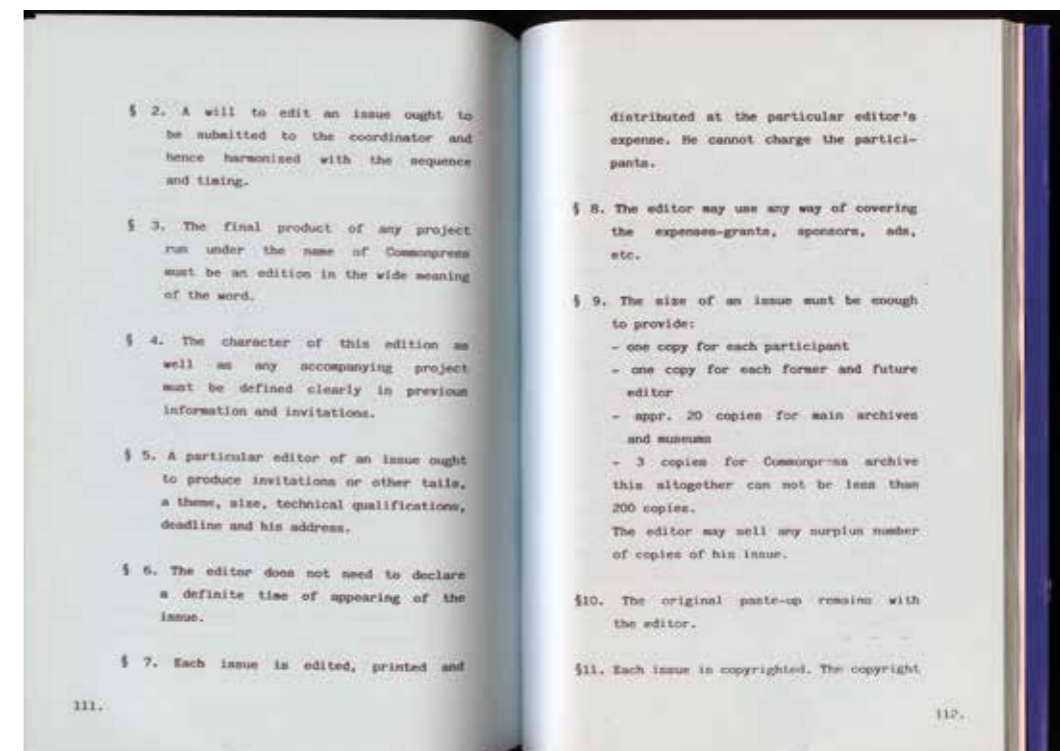 § 2. A will to edit an issue ought to
be submitted to the coordinator and
hence harmonised with the sequence
and timing.
§ 3. The final product of any project
run under the name of Commonpress
must be an edition in the wide meaning
of the word.
§ 4. The character of this edition as
well as any accompanying project
must be defined clearly in previous
information and invitations.
§ 5. A particular editor of an issue ought
to produce invitations or other tails,
a theme, size, technical qualifications,
deadline and his address.
§ 6. The editor does not need to declare
a definite time of appearing of the
issue.
§ 7. Each issue is edited, printed and
111.
distributed at the particular editor's
expense. He cannot charge the partici-
pants.
§ 8. The editor may use any way of covering
the expenses-grants, sponsors, ads,
etc.
§ 9. The size of an issue must be enough
to provide:
- one copy for each participant
- one copy for each former and future
editor
- appr. 20 copies for main archives
and museums
- 3 copies for Commonpress archive
this altogether can not be less than
200 copies.
The editor may sell any surplus number
of copies of his issue.
§10. The original paste-up remains with
the editor.
§11. Each issue is copyrighted. The copyright
112.